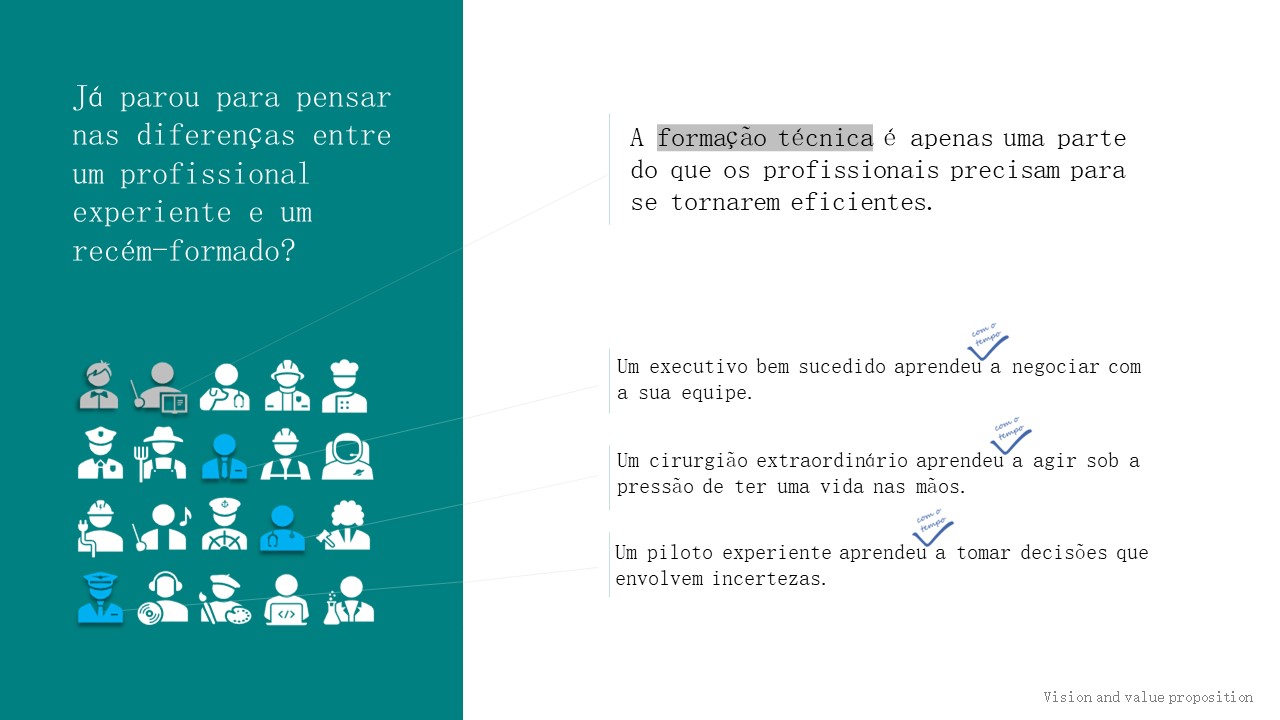 Já parou para pensar
nas diferenças entre
um profissional
experiente e um
recém-formado?
A formação técnica é apenas uma parte
do que os profissionais precisam para
se tornarem eficientes.
com o
tempo
Um executivo bem sucedido aprendeu a negociar com
a sua equipe.
com o
tempo
Um cirurgião extraordinário aprendeu a agir sob a
pressão de ter uma vida nas mãos.
com o
tempo
Um piloto experiente aprendeu a tomar decisões que
envolvem incertezas.
</>
Vision and value proposition